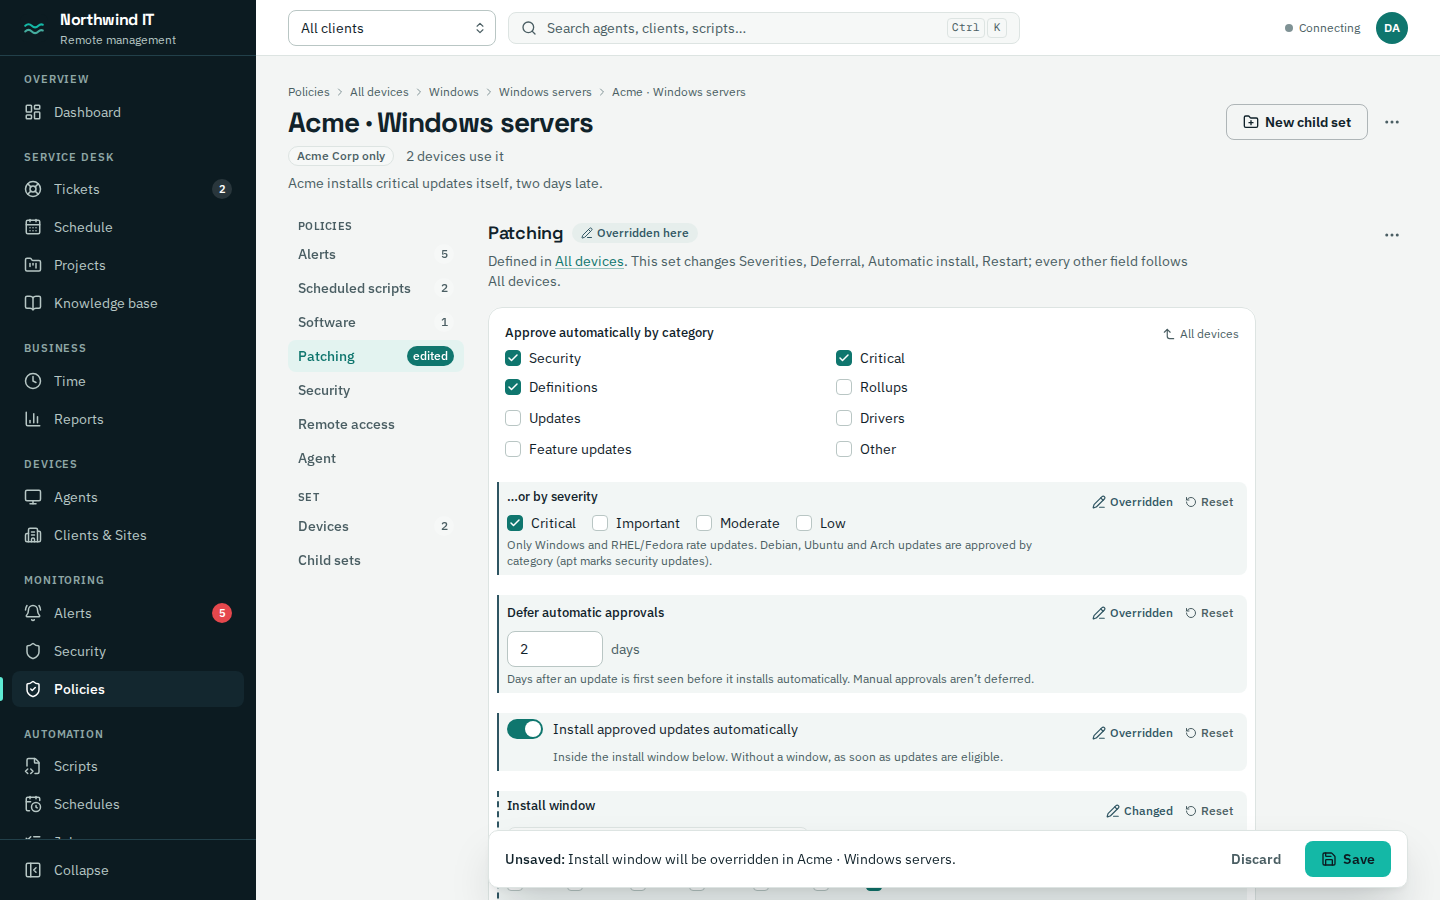 Northwind IT
Remote management
All clients
Search agents, clients, scripts...
Ctrl K
Connecting
DA
OVERVIEW
Dashboard
SERVICE DESK
Tickets 2
Schedule
Projects
Knowledge base
BUSINESS
Time
Reports
DEVICES
Agents
Clients & Sites
MONITORING
Alerts 5
Security
Policies
AUTOMATION
Scripts
Schedules
Collapse
Policies > All devices > Windows > Windows servers > Acme · Windows servers
Acme · Windows servers
New child set
Acme Corp only 2 devices use it
Acme installs critical updates itself, two days late.
POLICIES
Alerts 5
Scheduled scripts 2
Software 1
Patching edited
Security
Remote access
Agent
SET
Devices 2
Child sets
Patching Overridden here
Defined in All devices. This set changes Severities, Deferral, Automatic install, Restart; every other field follows
All devices.
Approve automatically by category All devices
Security Critical
Definitions Rollups
Updates Drivers
Feature updates Other
...or by severity Overridden Reset
Critical Important Moderate Low
Only Windows and RHEL/Fedora rate updates. Debian, Ubuntu and Arch updates are approved by
category (apt marks security updates).
Defer automatic approvals Overridden Reset
2 days
Days after an update is first seen before it installs automatically. Manual approvals aren't deferred.
Install approved updates automatically Overridden Reset
Inside the install window below. Without a window, as soon as updates are eligible.
Install window Changed Reset
Unsaved: Install window will be overridden in Acme · Windows servers.
Discard Save